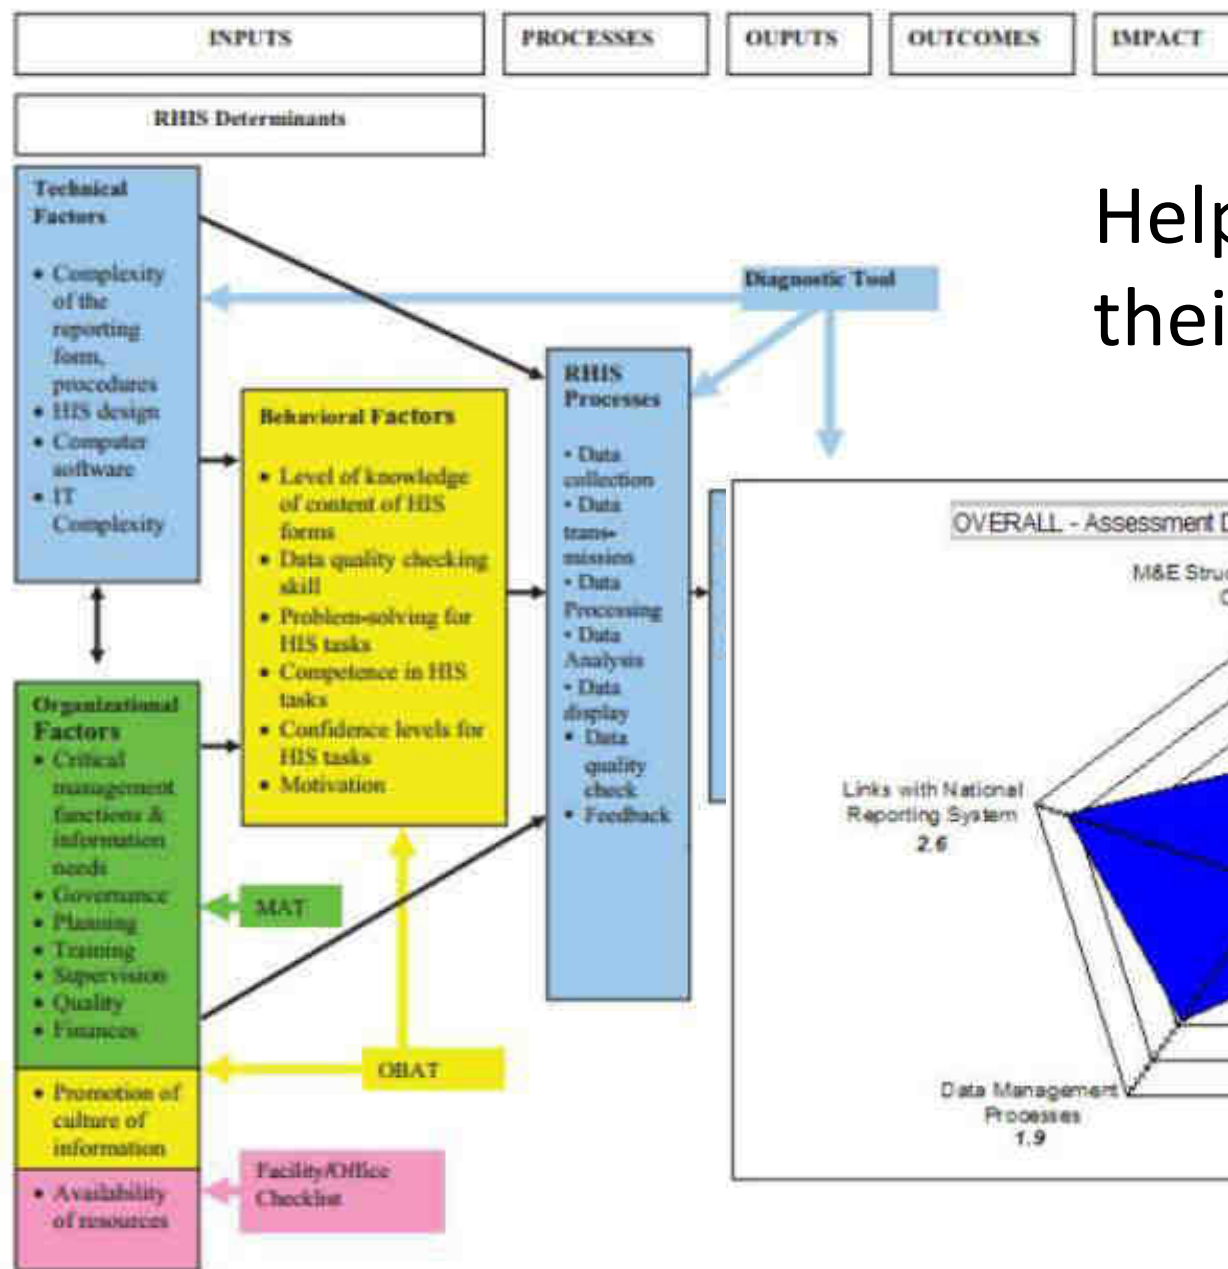 INPUTS
PROCESSES
OUPUTS
OUTCOMES
IMPACT
RHIS Determinants
Technical
Factors
• Complexity
of the
reporting
form,
procedures
• HIS design
• Computer
software
• IT
Complexity
Organizational
Factors
• Critical
management
functions &
information
needs
• Governance
• Planning
• Training
• Supervision
• Quality
• Finances
• Promotion of
culture of
information
• Availability
of resources
Behavioral Factors
• Level of knowledge
of content of HIS
forms
• Data quality checking
skill
• Problem-solving for
HIS tasks
• Competence in HIS
tasks
• Confidence levels for
HIS tasks
• Motivation
MAT
OBAT
Facility/Office
Checklist
Diagnostic Tool
RHIS
Processes
• Data
collection
• Data
trans-
mission
• Data
Processing
• Data
Analysis
• Data
display
• Data
quality
check
• Feedback
Help
thei
OVERALL - Assessment D
M&E Struc
Links with National
Reporting System
2.6
Data Management
Processes
1.9